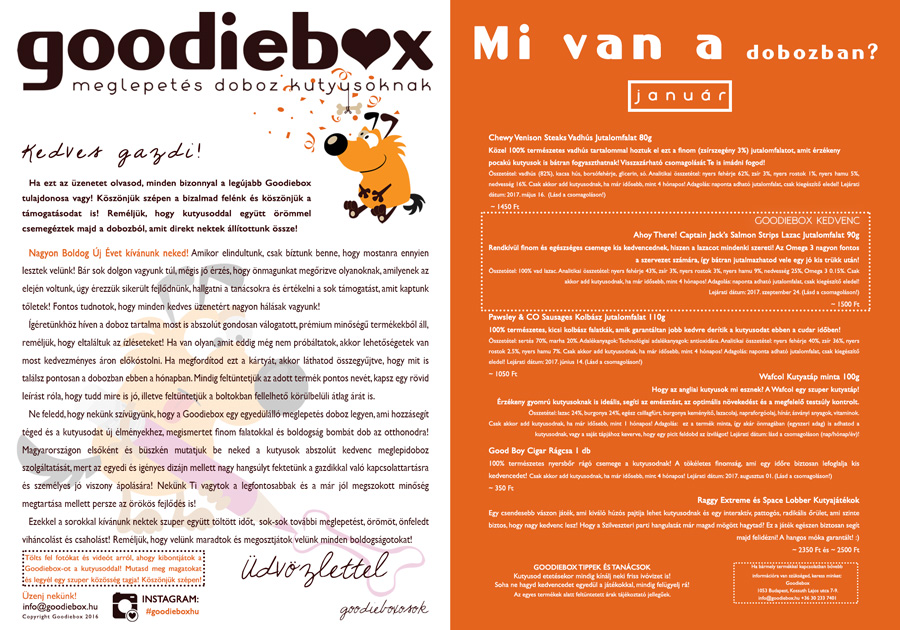 goodiebox
meglepetés doboz kutyusoknak
Kedves gazdi!
Ha ezt az üzenetet olvasod, minden bizonnyal a legújabb Goodiebox
tulajdonosa vagy! Köszönjük szépen a bizalmad felénk és köszönjük a
támogatásodat is! Reméljük, hogy kutyusoddal együtt örömmel
csemegéztek majd a dobozból, amit direkt nektek állítottunk össze!
Nagyon Boldog Új Évet kívánunk neked! Amikor elindultunk, csak bíztunk benne, hogy mostanra ennyien
lesztek velünk! Bár sok dolgon vagyunk túl, mégis jó érzés, hogy önmagunkat megőrizve olyanoknak, amilyenek az
elején voltunk, úgy érezzük sikerült fejlődnünk, hallgatni a tanácsokra és értékelni a sok támogatást, amit kaptunk
tőletek! Fontos tudnotok, hogy minden kedves üzenetért nagyon hálásak vagyunk!
Ígéretünkhöz híven a doboz tartalma most is abszolút gondosan válogatott, prémium minőségű termékekből áll,
reméljük, hogy eltaláltuk az ízléseteket! Ha van olyan, amit eddig még nem próbáltatok, akkor lehetőségetek van
most kedvezményes áron előkóstolni. Ha megfordítod ezt a kártyát, akkor láthatod összegyűjtve, hogy mit is
találsz pontosan a dobozban ebben a hónapban. Mindig feltüntetjük az adott termék pontos nevét, kapsz egy rövid
leírást róla, hogy tudd mire is jó, illetve feltüntetjük a boltokban fellelhető körülbelüli átlag árát is.
Ne feledd, hogy nekünk szívügyünk, hogy a Goodiebox egy egyedülálló meglepetés doboz legyen, ami hozzásegít
téged és a kutyusodat új élményekhez, megismertet finom falatokkal és boldogság bombát dob az otthonodra!
Magyarországon elsőként és büszkén mutatjuk be neked a kutyusok abszolút kedvenc meglepidoboz
szolgáltatását, mert az egyedi és igényes dizájn mellett nagy hangsúlyt fektetünk a gazdikkal való kapcsolattartásra
és személyes jó viszony ápolására! Nekünk Ti vagytok a legfontosabbak és a már jól megszokott minőség
megtartása mellett persze az örökös fejlődés is!
Ezekkel a sorokkal kívánunk nektek szuper együtt töltött időt, sok-sok további meglepetést, örömöt, önfeledt
viháncolást és csaholást! Reméljük, hogy velünk maradtok és megosztjátok velünk minden boldogságotokat!
Tölts fel fotókat és videót arról, ahogy kibontjátok a
Goodiebox-ot a kutyusoddal! Mutasd meg magatokat
és legyél egy szuper közösség tagja! Köszönjük szépen!
Üdvözlettel
goodieboxosok
Üzenj nekünk!
info@goodiebox.hu
Copyright Goodiebox 2016
INSTAGRAM:
#goodieboxhu
Mi van a dobozban?
január
Chewy Venison Steaks Vadhús Jutalomfalat 80g
Közel 100% természetes vadhús tartalommal hoztuk el ezt a finom (zsírszegény 3%) jutalomfalatot, amit érzékeny
pocakú kutyusok is bátran fogyaszthatnak! Visszazárható csomagolását Te is imádni fogod!
Összetétel: vadhús (82%), kacsa hús, borsófehérje, glicerin, só. Analitikai összetétel: nyers fehérje 62%, zsír 3%, nyers rostok 1%, nyers hamu 5%,
nedvesség 16%. Csak akkor add kutyusodnak, ha már idősebb, mint 4 hónapos! Adagolás: naponta adható jutalomfalat, csak kiegészítő eledel! Lejárati
dátum: 2017. május 16. (Lásd a csomagoláson!)
~ 1450 Ft
GOODIEBOX KEDVENC
Ahoy There! Captain Jack's Salmon Strips Lazac Jutalomfalat 90g
Rendkívül finom és egészséges csemege kis kedvencednek, hiszen a lazacot mindenki szereti! Az Omega 3 nagyon fontos
a szervezet számára, így bátran jutalmazhatod vele egy jó kis trükk után!
Összetétel: 100% vad lazac. Analitikai összetétel: nyers fehérje 43%, zsír 3%, nyers rostok 3%, nyers hamu 9%, nedvesség 25%, Omega 3 0.15%. Csak
akkor add kutyusodnak, ha már idősebb, mint 4 hónapos! Adagolás: naponta adható jutalomfalat, csak kiegészítő eledel!
Lejárati dátum: 2017. szeptember 24. (Lásd a csomagoláson!)
~ 1500 Ft
Pawsley & CO Sausages Kolbász Jutalomfalat 110g
100% természetes, kicsi kolbász falatkák, amik garantáltan jobb kedvre derítik a kutyusodat ebben a cudar időben!
Összetétel: sertés 70%, marha 20%. Adalékanyagok: Technológiai adalékanyagok: antioxidáns. Analitikai összetétel: nyers fehérje 40%, zsír 36%, nyers
rostok 2.5%, nyers hamu 7%. Csak akkor add kutyusodnak, ha már idősebb, mint 4 hónapos! Adagolás: naponta adható jutalomfalat, csak kiegészítő
eledel! Lejárati dátum: 2017. június 14. (Lásd a csomagoláson!)
~ 1050 Ft
Wafcol Kutyatáp minta 100g
Hogy az angliai kutyusok mi esznek? A Wafcol egy szuper kutyatáp!
Érzékeny gyomrú kutyusoknak is ideális, segíti az emésztést, az optimális növekedést és a megfelelő testsúly kontrolt.
Összetétel: lazac 24%, burgonya 24%, egész csillagfürt, burgonya keményítő, lazacolaj, napraforgóolaj, hínár, ásványi anyagok, vitaminok.
Csak akkor add kutyusodnak, ha már idősebb, mint 1 hónapos! Adagolás: ez a termék minta, így akár önmagában (egyszeri adag) is adhatod a
kutyusodnak, vagy a saját tápjához keverve, hogy egy picit feldobd az ízvilágot! Lejárati dátum: lásd a csomagoláson (nap/hónap/év)!
Good Boy Cigar Rágcsa 1 db
100% természetes nyersbőr rágó csemege a kutyusodnak! A tökéletes finomság, ami egy időre biztosan lefoglalja kis
kedvencedet! Csak akkor add kutyusodnak, ha már idősebb, mint 4 hónapos! Lejárati dátum: 2017. augusztus 01. (Lásd a csomagoláson!)
~ 350 Ft
Raggy Extreme és Space Lobber Kutyajátékok
Egy csendesebb vászon játék, ami kiváló húzós pajtija lehet kutyusodnak és egy interaktív, pattogós, radikális őrület, ami szinte
biztos, hogy nagy kedvenc lesz! Hogy a Szilveszteri parti hangulatát már magad mögött hagytad? Ez a játék egészen biztosan segít
majd felidézni! A hangos móka garantált! :)
~ 2350 Ft és ~ 2500 Ft
GOODIEBOX TIPPEK ÉS TANÁCSOK
Kutyusod etetésekor mindig kínálj neki friss ivóvizet is!
Soha ne hagyd kedvencedet egyedül a játékokkal, mindig felügyelj rá!
Az egyes termékek alatt feltüntetett árak tájékoztató jellegűek.
Ha bármely termékkel kapcsolatban bővebb
információra van szükséged, keress minket:
Goodiebox
1053 Budapest, Kossuth Lajos utca 7-9.
info@goodiebox.hu +36 30 235 7401